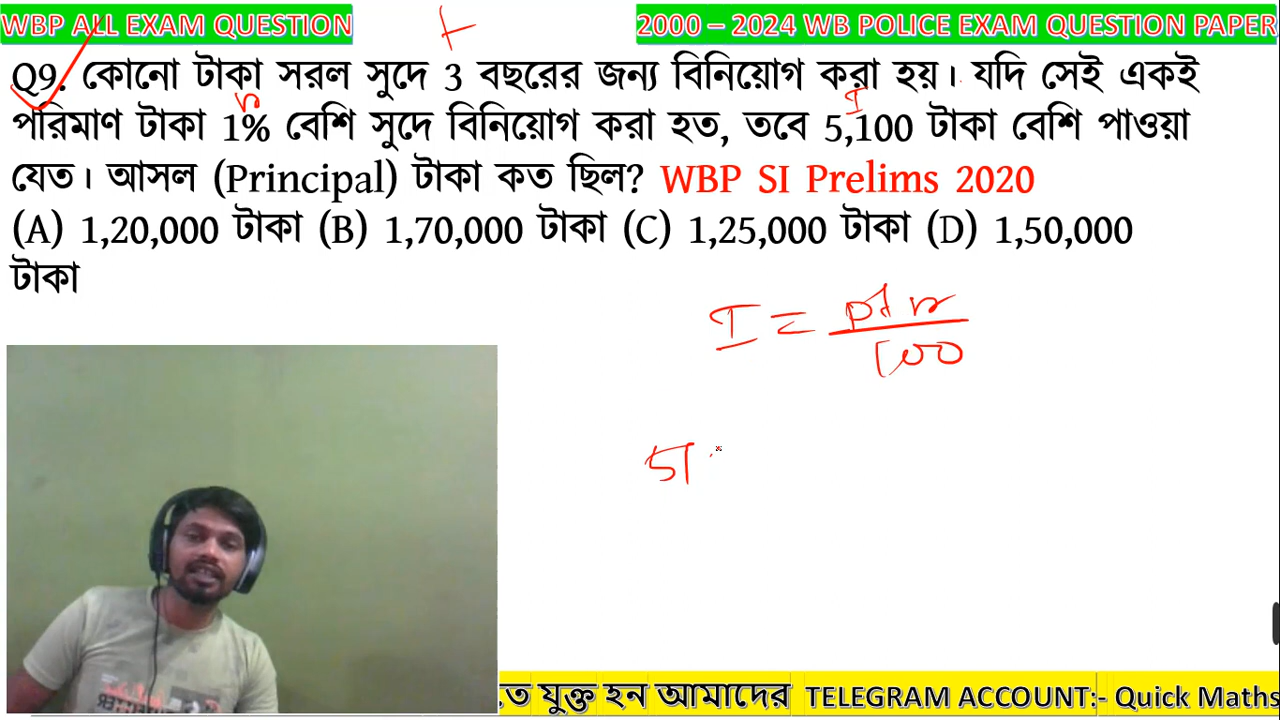 WBP ALL EXAM QUESTION
2000 – 2024 WB POLICE EXAM QUESTION PAPER
Q9. কোনো টাকা সরল সুদে 3 বছরের জন্য বিনিয়োগ করা হয়। যদি সেই একই
পরিমাণ টাকা 1% বেশি সুদে বিনিয়োগ করা হত, তবে 5,100 টাকা বেশি পাওয়া
যেত। আসল (Principal) টাকা কত ছিল? WBP SI Prelims 2020
(A) 1,20,000 টাকা (B) 1,70,000 টাকা (C) 1,25,000 টাকা (D) 1,50,000
টাকা
t
r
I
I = ptr
100
51
তে যুক্ত হন আমাদের TELEGRAM ACCOUNT:- Quick Maths